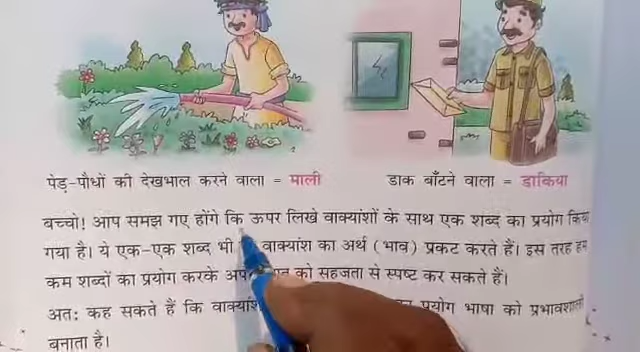 पेड़-पौधों की देखभाल करने वाला = माली
डाक बाँटने वाला = डाकिया
बच्चो! आप समझ गए होंगे कि ऊपर लिखे वाक्यांशों के साथ एक शब्द का प्रयोग किया
गया है। ये एक-एक शब्द भी वाक्यांश का अर्थ (भाव) प्रकट करते हैं। इस तरह हम
कम शब्दों का प्रयोग करके को सहजता से स्पष्ट कर सकते हैं।
अतः कह सकते हैं कि प्रयोग भाषा को प्रभावशाली
बनाता है।